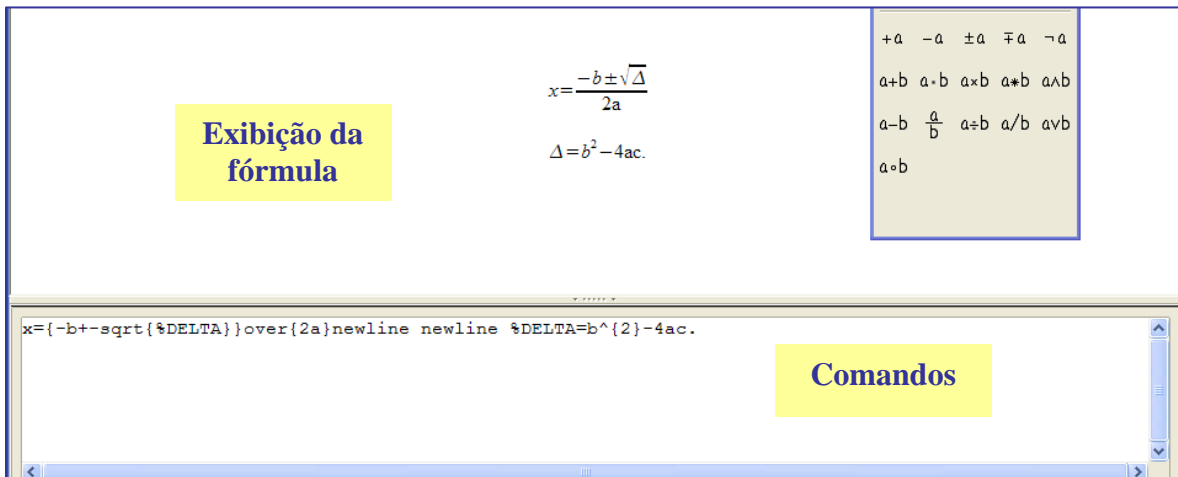 +a −a ±a ∓a ¬a
a+b a·b a×b a∗b a∧b
a−b a/b a÷b a/b a∨b
a∘b
x=−b±√Δ/2a
Δ=b²−4ac.
Exibição da
fórmula
x={-b+-sqrt{%DELTA}}over{2a}newline newline %DELTA=b^{2}-4ac.
Comandos